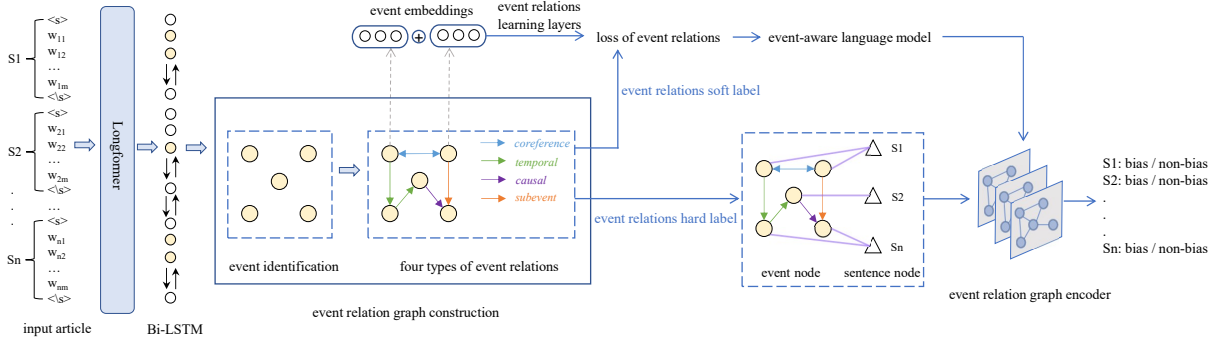 S1
<s>
w11
w12
...
w1m
<\s>
S2
<s>
w21
w22
...
w2m
<\s>
.
.
.
Sn
<s>
wn1
wn2
...
wnm
<\s>
input article
Longformer
Bi-LSTM
event identification
coreference
temporal
causal
subevent
four types of event relations
event relation graph construction
event embeddings
+
event relations
learning layers
loss of event relations
event-aware language model
event relations soft label
event relations hard label
S1
S2
Sn
event node
sentence node
event relation graph encoder
S1: bias / non-bias
S2: bias / non-bias
.
.
.
Sn: bias / non-bias